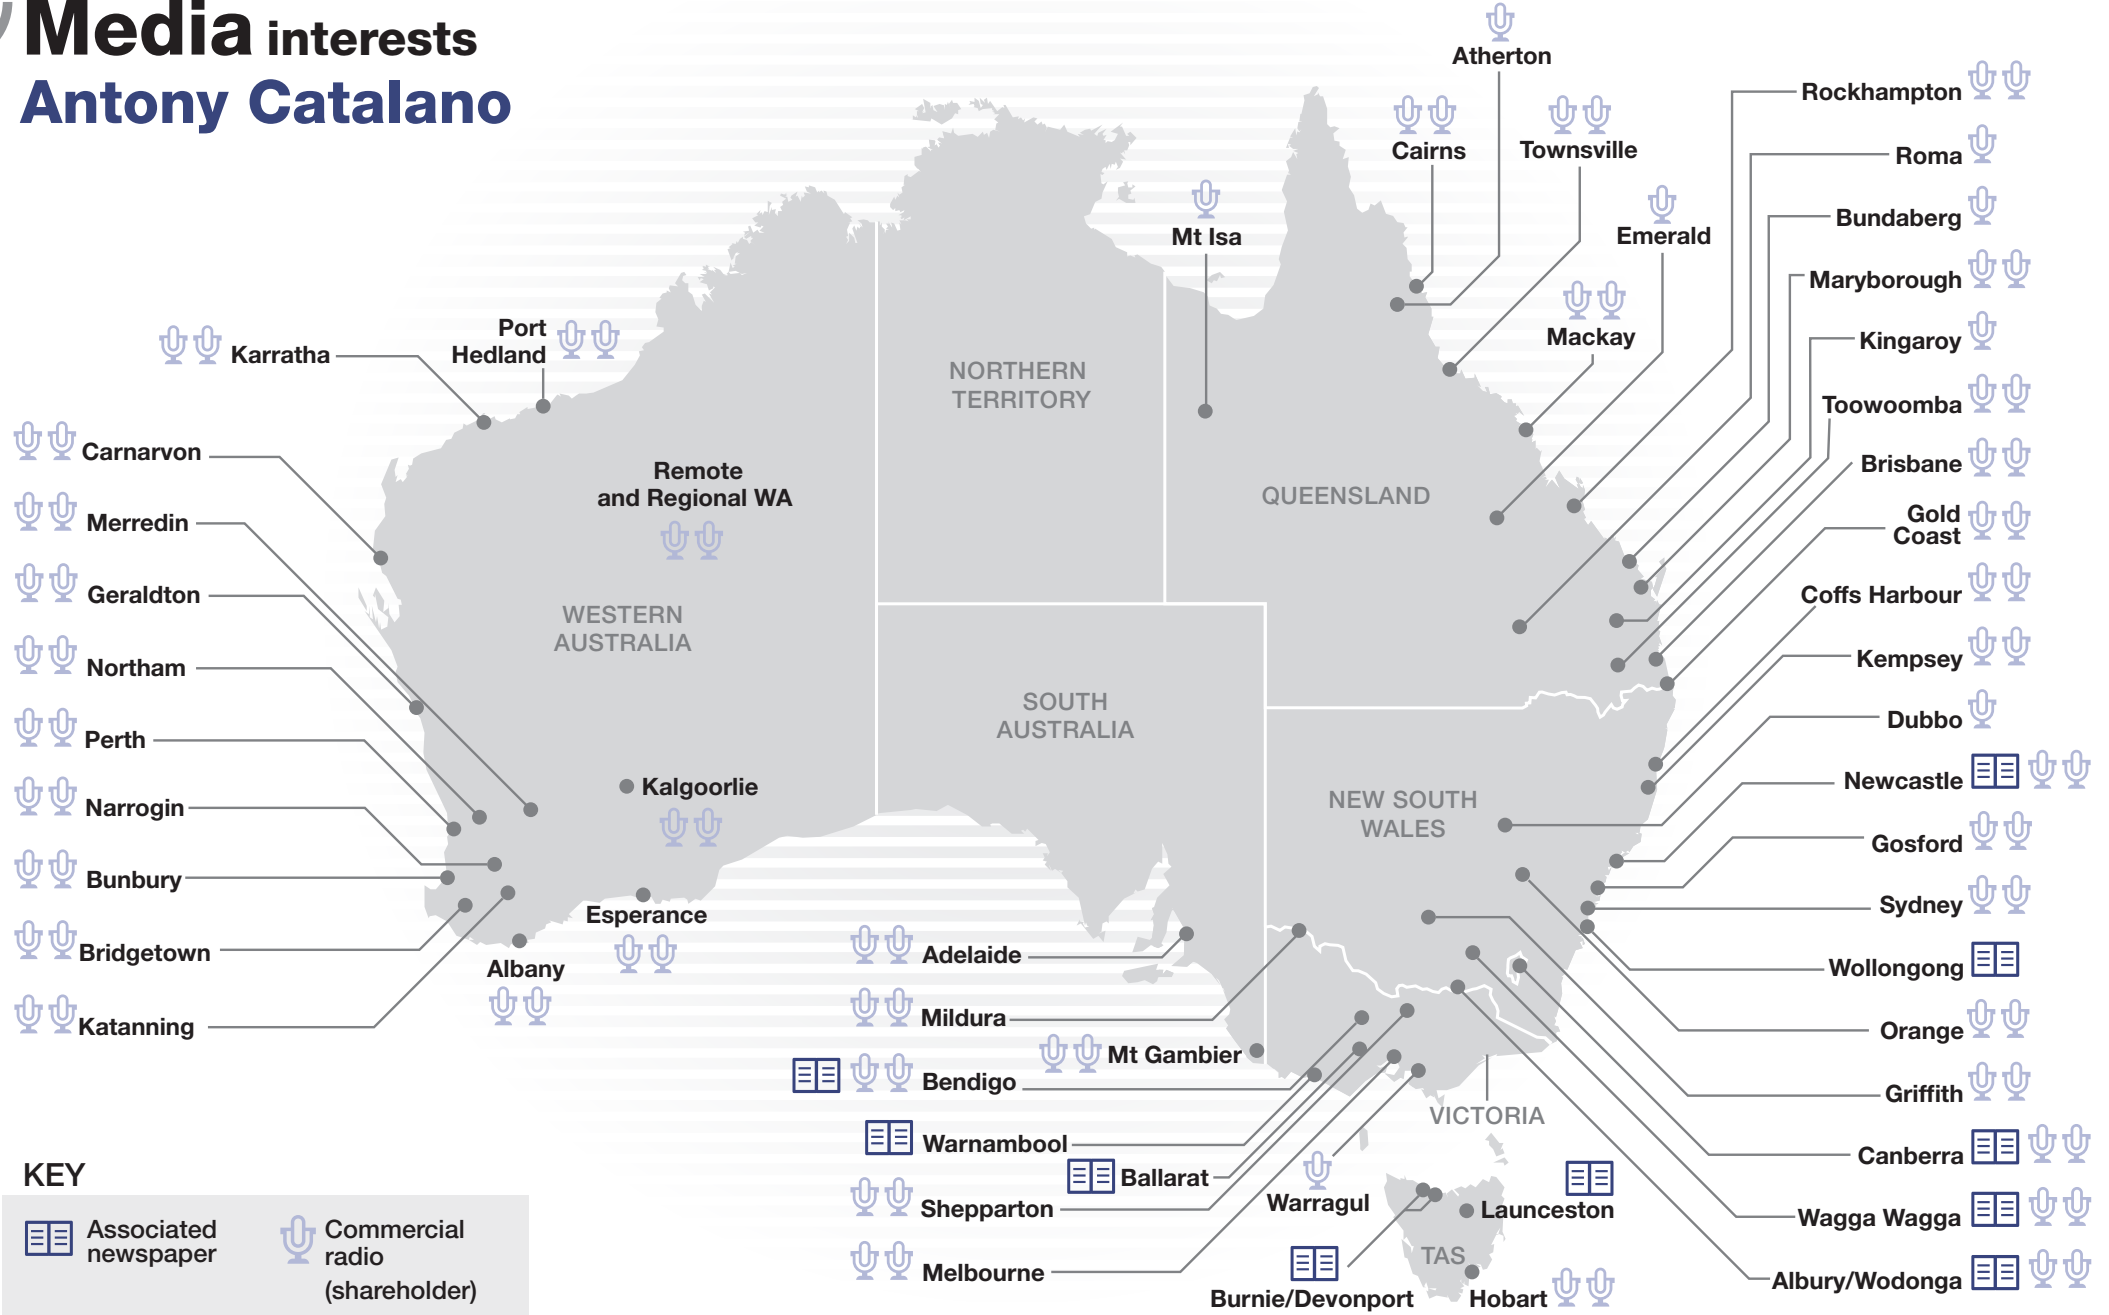 Media interests
Antony Catalano
Atherton
Cairns
Townsville
Mt Isa
Emerald
Mackay
Rockhampton
Roma
Bundaberg
Maryborough
Kingaroy
Toowoomba
Brisbane
Gold
Coast
Coffs Harbour
Kempsey
Dubbo
Newcastle
Gosford
Sydney
Wollongong
Orange
Griffith
Canberra
Wagga Wagga
Albury/Wodonga
Karratha
Port
Hedland
Carnarvon
Merredin
Geraldton
Northam
Perth
Narrogin
Bunbury
Bridgetown
Katanning
Remote
and Regional WA
WESTERN
AUSTRALIA
Kalgoorlie
Esperance
Albany
NORTHERN
TERRITORY
QUEENSLAND
SOUTH
AUSTRALIA
NEW SOUTH
WALES
Adelaide
Mildura
Mt Gambier
Bendigo
Warnambool
Ballarat
Shepparton
Melbourne
VICTORIA
Warragul
Launceston
TAS
Burnie/Devonport
Hobart
KEY
Associated
newspaper
Commercial
radio
(shareholder)